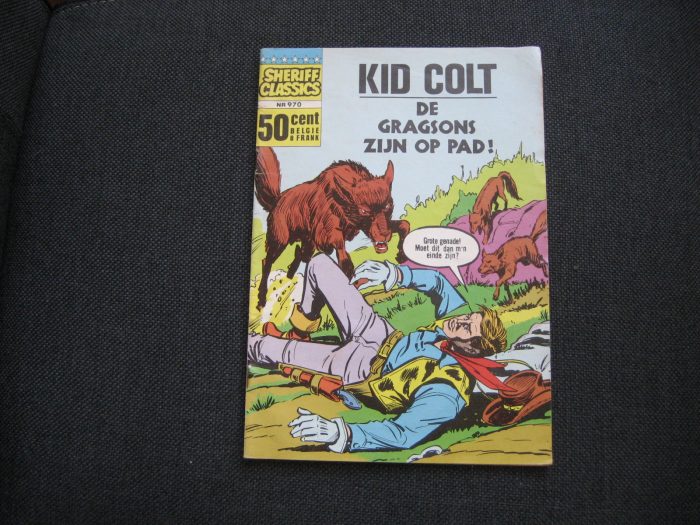 SHERIFF
CLASSICS
NR 970
50 cent
BELGIE
8 FRANK
KID COLT
DE
GRAGSONS
ZIJN OP PAD!
Grote genade!
Moet dit dan m'n
einde zijn?